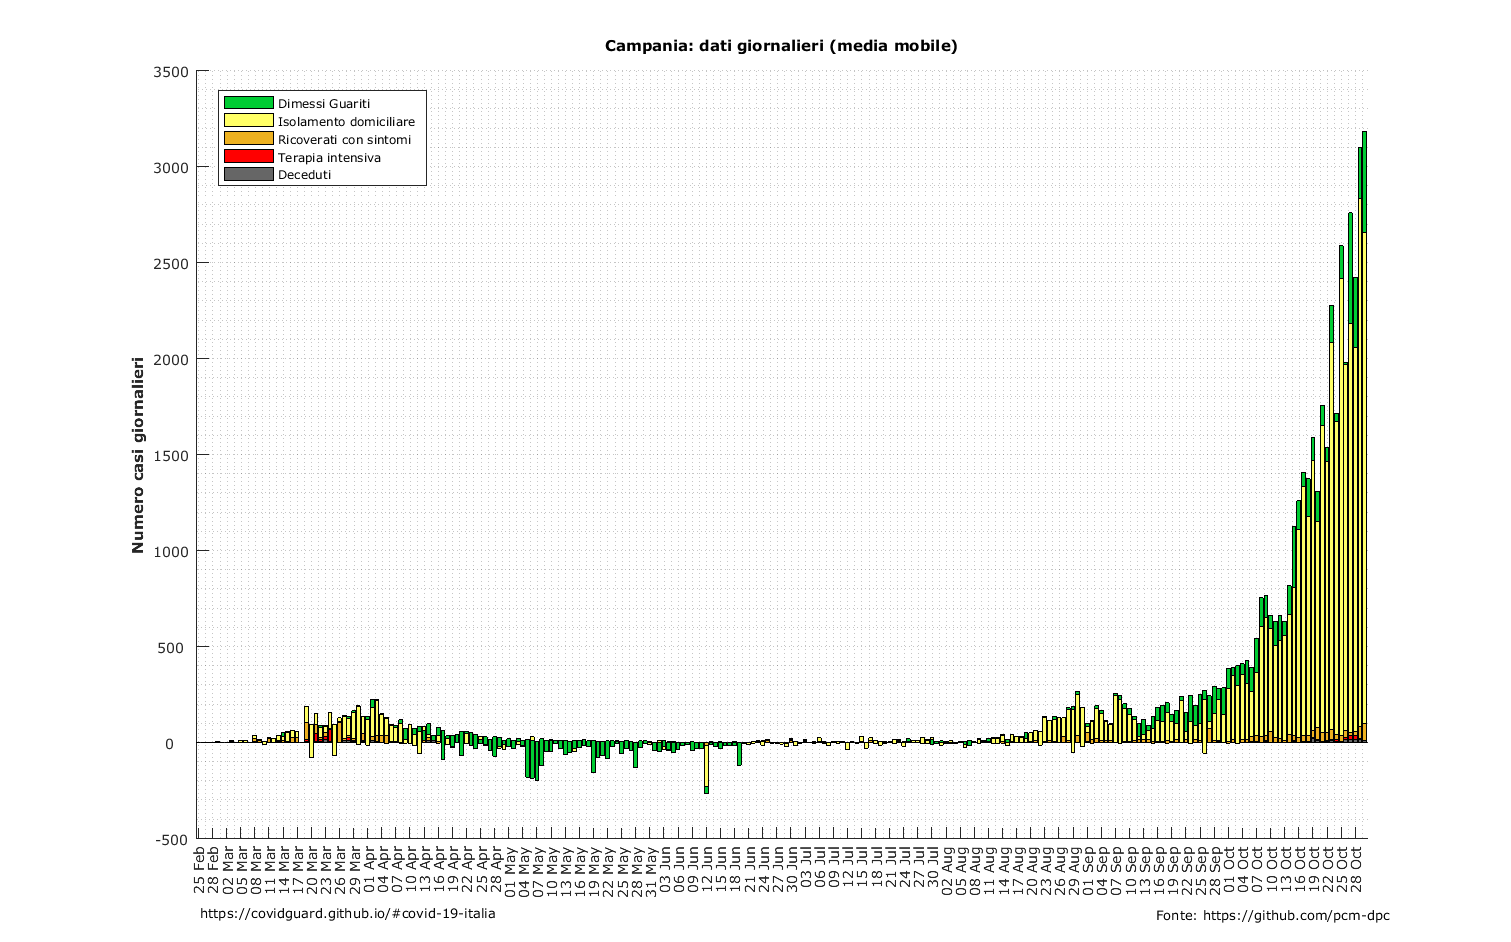 Campania: dati giornalieri (media mobile)
3500
3000
2500
2000
1500
1000
500
0
-500
Numero casi giornalieri
Dimessi Guariti
Isolamento domiciliare
Ricoverati con sintomi
Terapia intensiva
Deceduti
25 Feb
28 Feb
02 Mar
05 Mar
08 Mar
11 Mar
14 Mar
17 Mar
20 Mar
23 Mar
26 Mar
29 Mar
01 Apr
04 Apr
07 Apr
10 Apr
13 Apr
16 Apr
19 Apr
22 Apr
25 Apr
28 Apr
01 May
04 May
07 May
10 May
13 May
16 May
19 May
22 May
25 May
28 May
31 May
03 Jun
06 Jun
09 Jun
12 Jun
15 Jun
18 Jun
21 Jun
24 Jun
27 Jun
30 Jun
03 Jul
06 Jul
09 Jul
12 Jul
15 Jul
18 Jul
21 Jul
24 Jul
27 Jul
30 Jul
02 Aug
05 Aug
08 Aug
11 Aug
14 Aug
17 Aug
20 Aug
23 Aug
26 Aug
29 Aug
01 Sep
04 Sep
07 Sep
10 Sep
13 Sep
16 Sep
19 Sep
22 Sep
25 Sep
28 Sep
01 Oct
04 Oct
07 Oct
10 Oct
13 Oct
16 Oct
19 Oct
22 Oct
25 Oct
28 Oct
https://covidguard.github.io/#covid-19-italia
Fonte: https://github.com/pcm-dpc